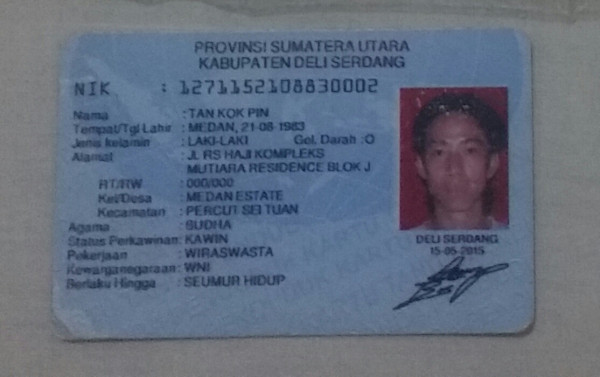 PROVINSI SUMATERA UTARA
KABUPATEN DELI SERDANG
NIK : 1271152108830002
Nama : TAN KOK PIN
Tempat/Tgl Lahir : MEDAN, 21-08-1983
Jenis kelamin : LAKI-LAKI Gol. Darah :O
Alamat : JL RS HAJI KOMPLEKS
MUTIARA RESIDENCE BLOK J
RT/RW : 000/000
Kel/Desa : MEDAN ESTATE
Kecamatan : PERCUT SEI TUAN
Agama : BUDHA
Status Perkawinan: KAWIN
Pekerjaan : WIRASWASTA
Kewarganegaraan: WNI
Berlaku Hingga : SEUMUR HIDUP
DELI SERDANG
15-05-2015